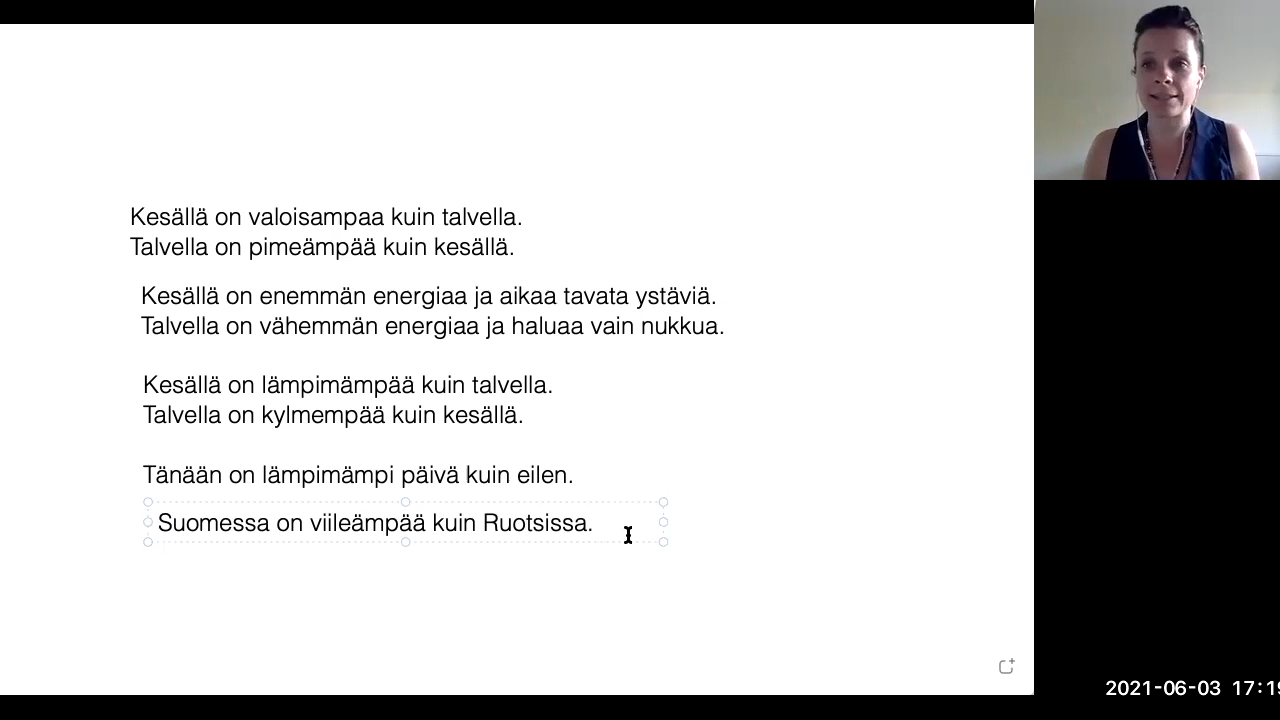 Kesällä on valoisampaa kuin talvella.
Talvella on pimeämpää kuin kesällä.
Kesällä on enemmän energiaa ja aikaa tavata ystäviä.
Talvella on vähemmän energiaa ja haluaa vain nukkua.
Kesällä on lämpimämpää kuin talvella.
Talvella on kylmempää kuin kesällä.
Tänään on lämpimämpi päivä kuin eilen.
Suomessa on viileämpää kuin Ruotsissa.
2021-06-03 17:19